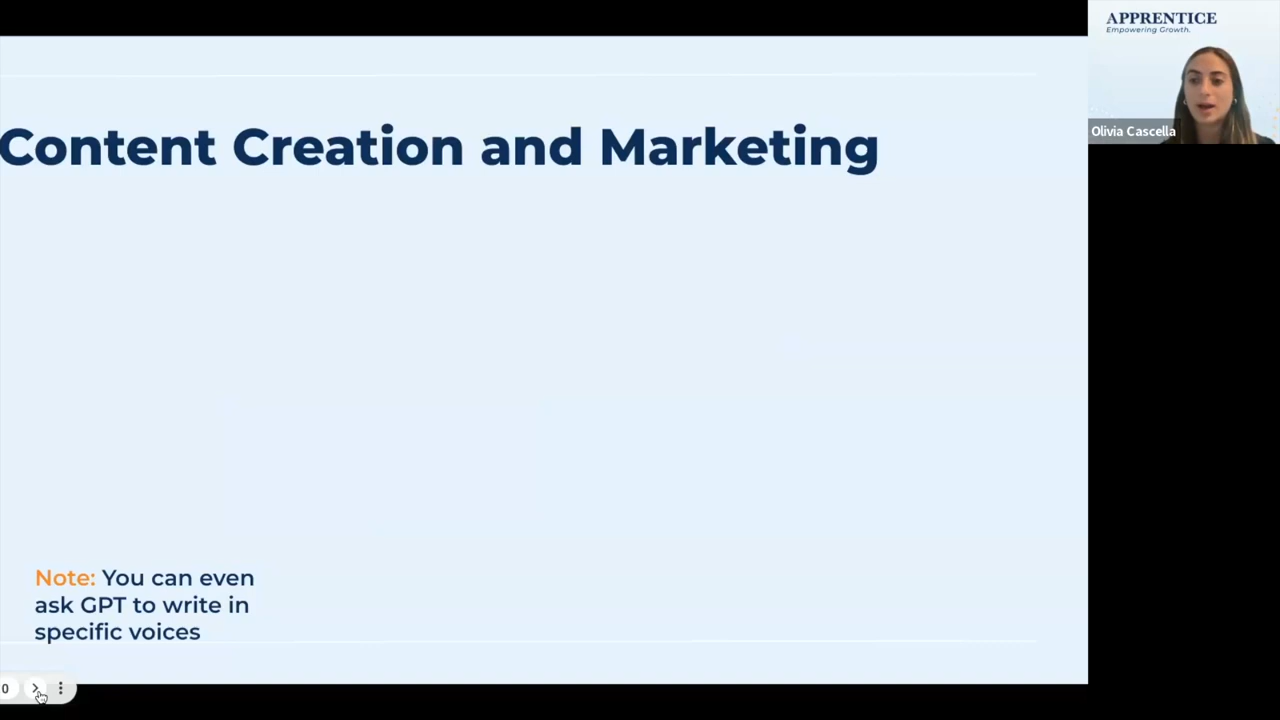 APPRENTICE
Empowering Growth.
Olivia Cascella
Content Creation and Marketing
Note: You can even
ask GPT to write in
specific voices
0